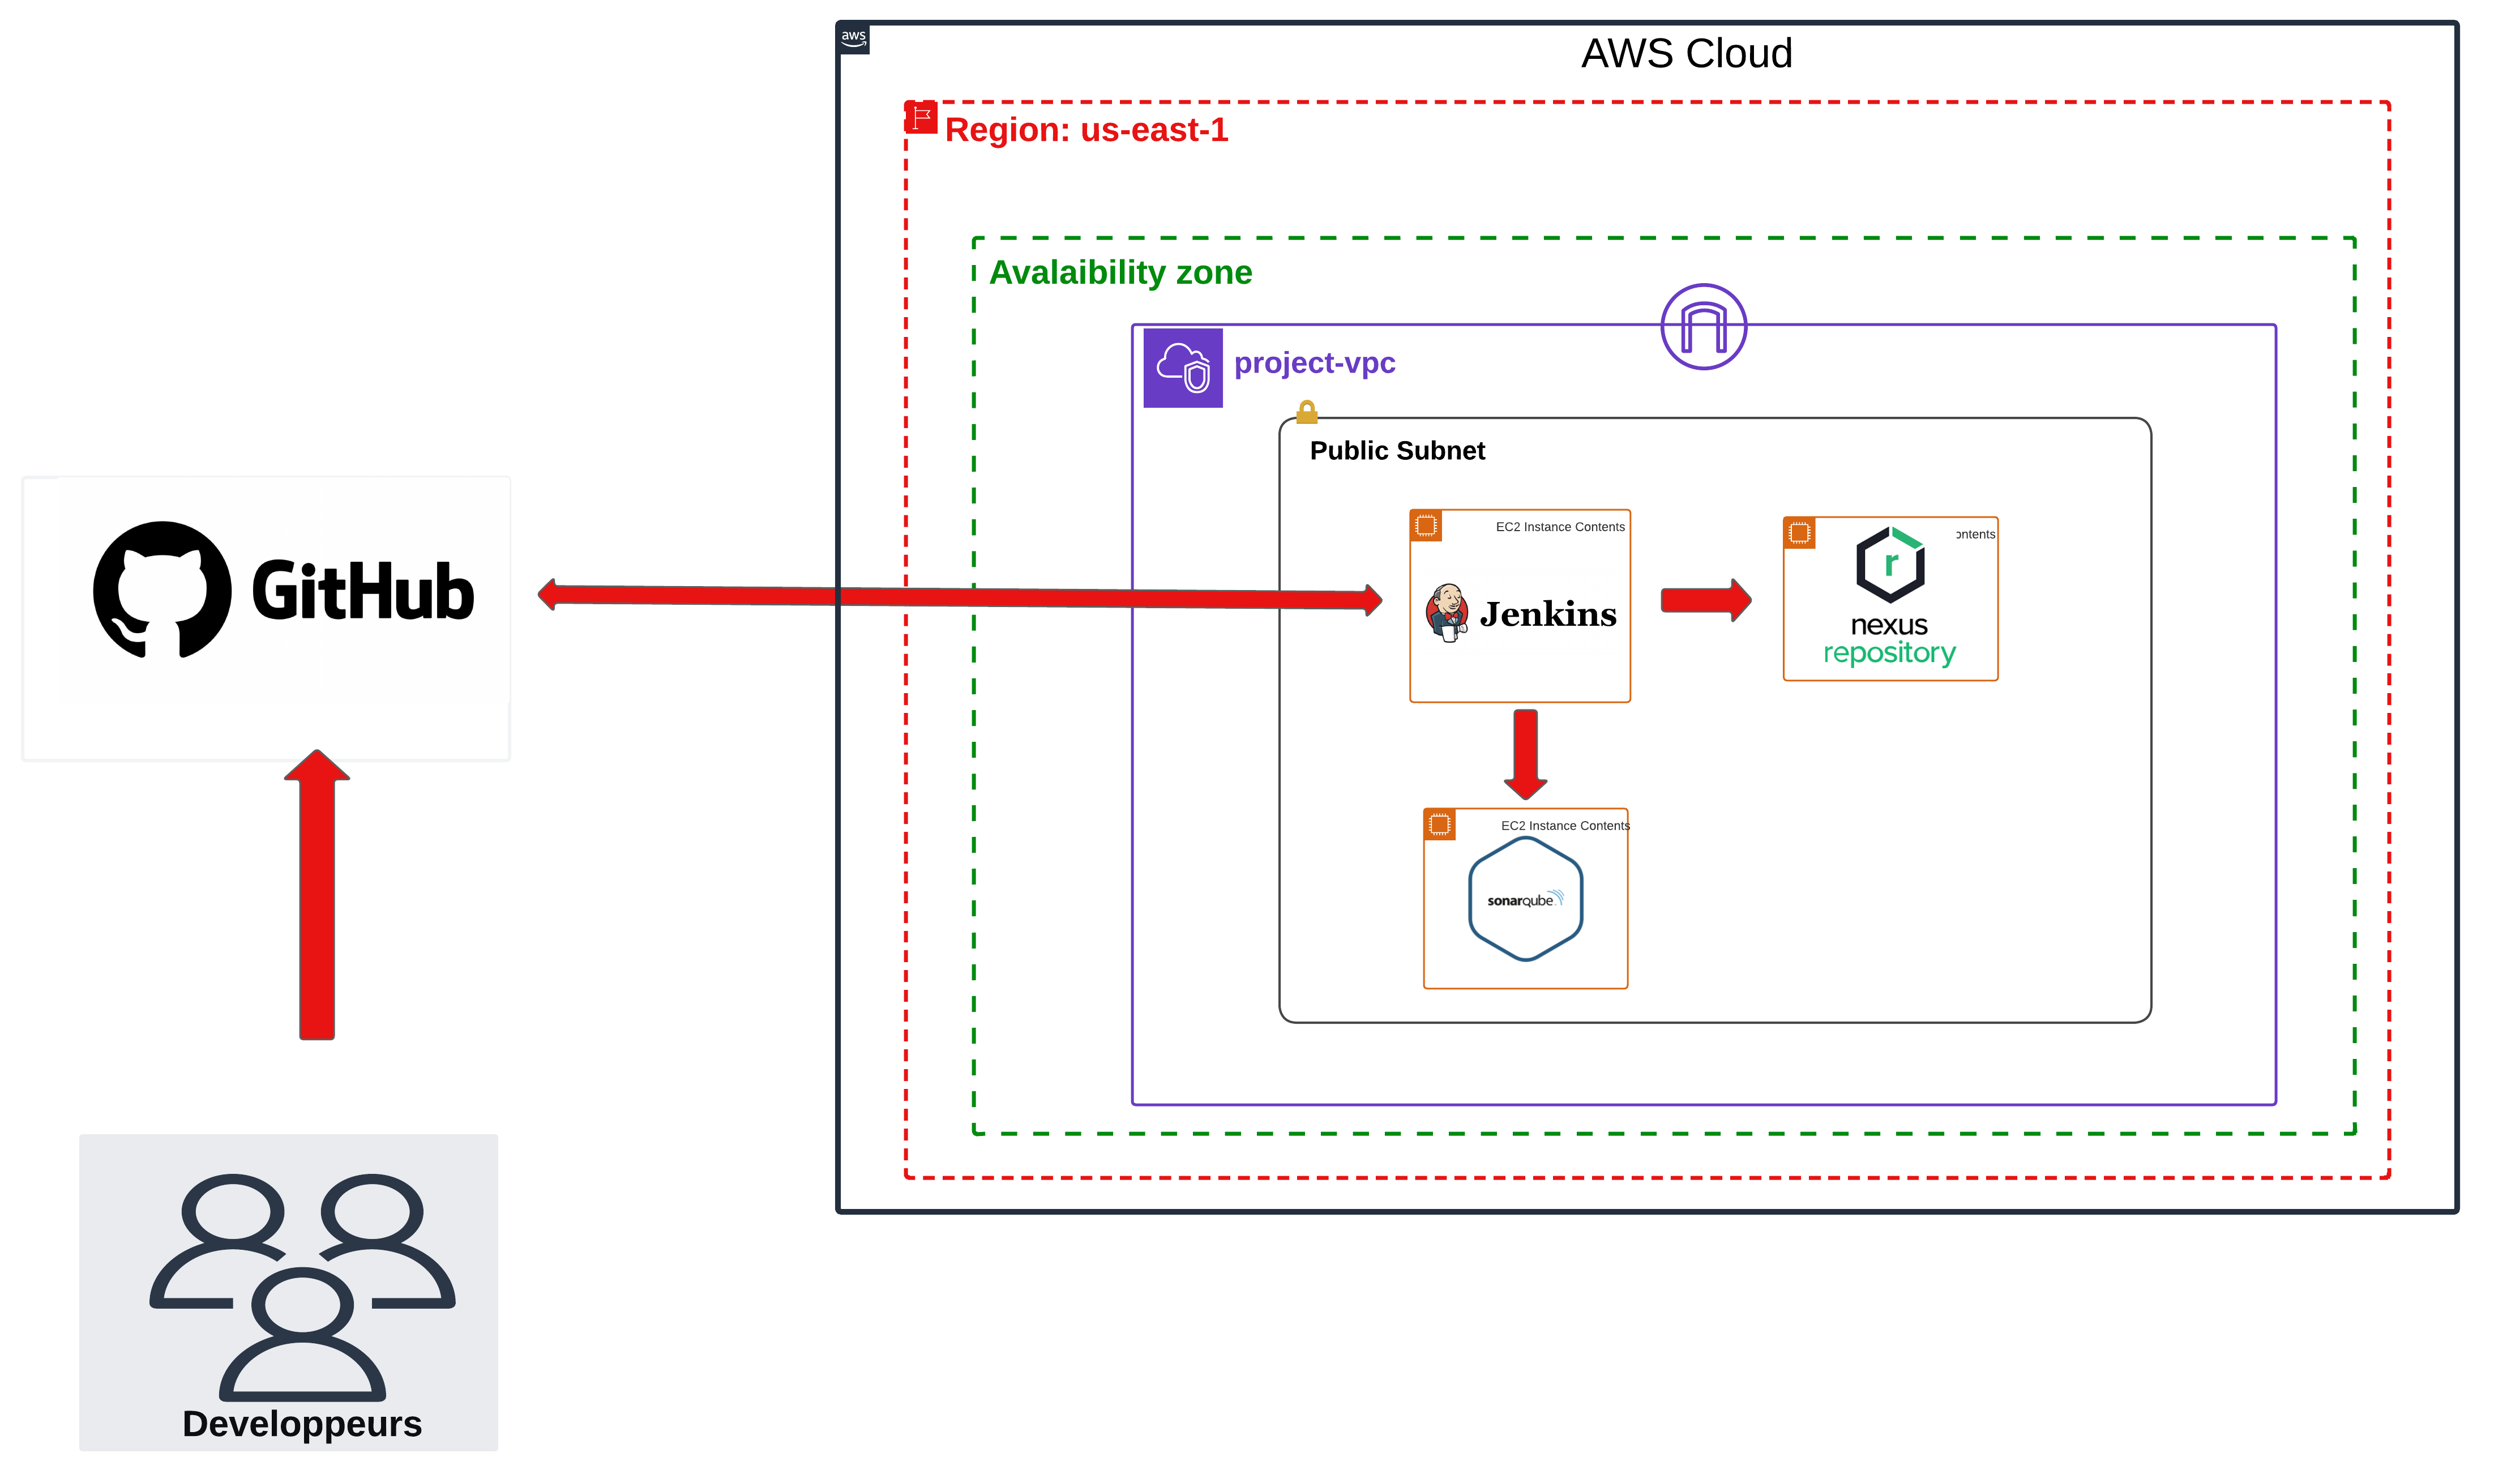 aws
AWS Cloud
Region: us-east-1
Avalaibility zone
project-vpc
Public Subnet
EC2 Instance Contents
Jenkins
ontents
r
nexus
repository
GitHub
EC2 Instance Contents
sonarqube
Developpeurs